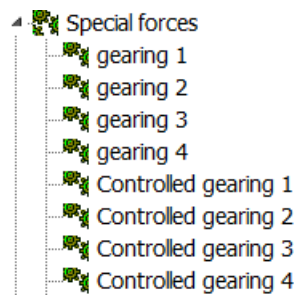 Special forces
gearing 1
gearing 2
gearing 3
gearing 4
Controlled gearing 1
Controlled gearing 2
Controlled gearing 3
Controlled gearing 4